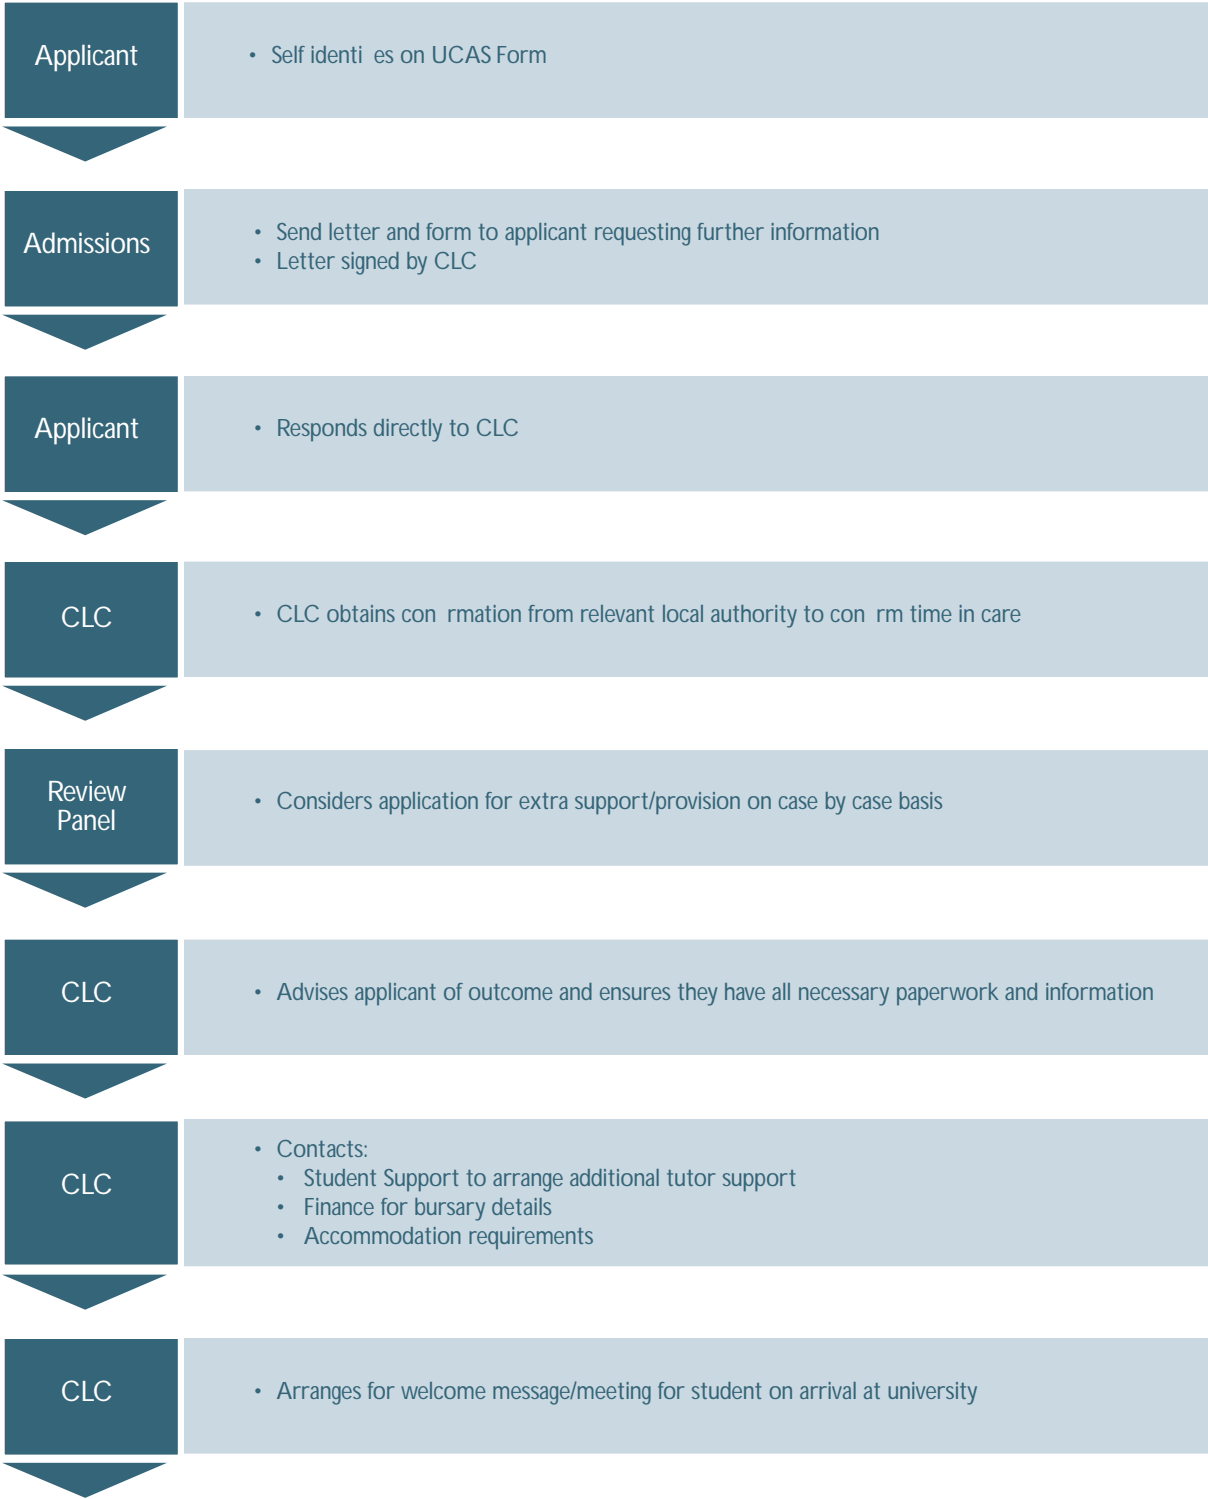 Applicant
• Self identi es on UCAS Form
Admissions
• Send letter and form to applicant requesting further information
• Letter signed by CLC
Applicant
• Responds directly to CLC
CLC
• CLC obtains con rmation from relevant local authority to con rm time in care
Review
Panel
• Considers application for extra support/provision on case by case basis
CLC
• Advises applicant of outcome and ensures they have all necessary paperwork and information
CLC
• Contacts:
• Student Support to arrange additional tutor support
• Finance for bursary details
• Accommodation requirements
CLC
• Arranges for welcome message/meeting for student on arrival at university